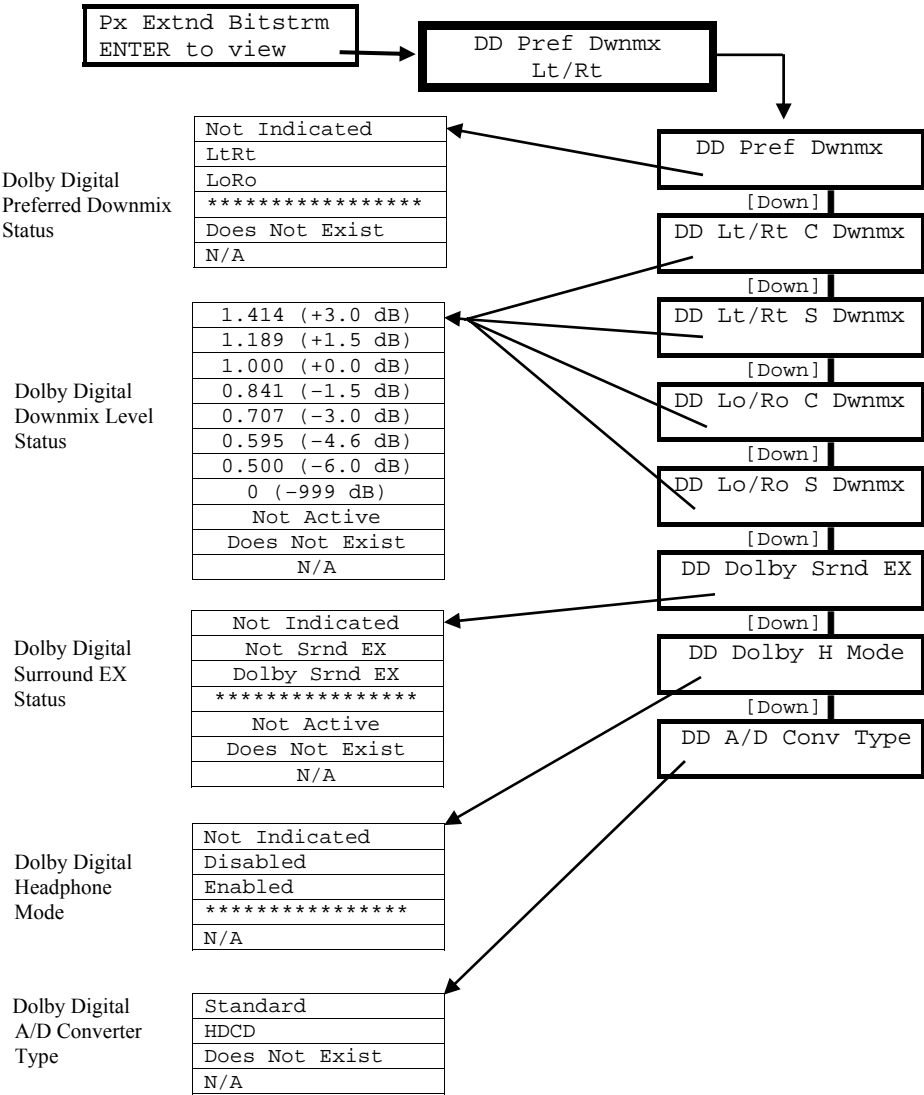 Px Extnd Bitstrm
ENTER to view
DD Pref Dwnmx
Lt/Rt
Dolby Digital
Preferred Downmix
Status
Not Indicated
LtRt
LoRo
*****************
Does Not Exist
N/A
Dolby Digital
Downmix Level
Status
1.414 (+3.0 dB)
1.189 (+1.5 dB)
1.000 (+0.0 dB)
0.841 (−1.5 dB)
0.707 (−3.0 dB)
0.595 (−4.6 dB)
0.500 (−6.0 dB)
0 (−999 dB)
Not Active
Does Not Exist
N/A
Dolby Digital
Surround EX
Status
Not Indicated
Not Srnd EX
Dolby Srnd EX
****************
Not Active
Does Not Exist
N/A
Dolby Digital
Headphone
Mode
Not Indicated
Disabled
Enabled
****************
N/A
Dolby Digital
A/D Converter
Type
Standard
HDCD
Does Not Exist
N/A
DD Pref Dwnmx
[Down]
DD Lt/Rt C Dwnmx
[Down]
DD Lt/Rt S Dwnmx
[Down]
DD Lo/Ro C Dwnmx
[Down]
DD Lo/Ro S Dwnmx
[Down]
DD Dolby Srnd EX
[Down]
DD Dolby H Mode
[Down]
DD A/D Conv Type